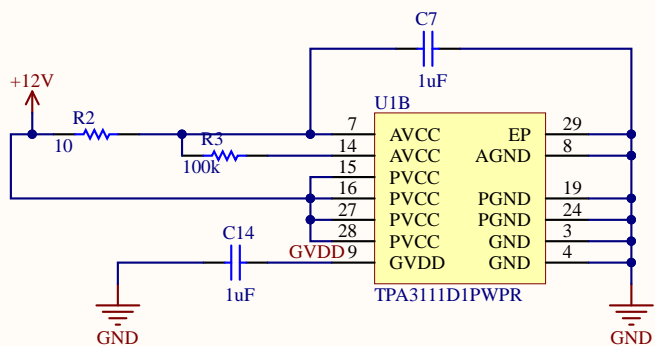 C7
1uF
+12V
R2
10
R3
100k
U1B
7 AVCC EP 29
14 AVCC AGND 8
15 PVCC
16 PVCC PGND 19
27 PVCC PGND 24
28 PVCC GND 3
GVDD 9 GVDD GND 4
C14
1uF
TPA3111D1PWPR
GND
GND